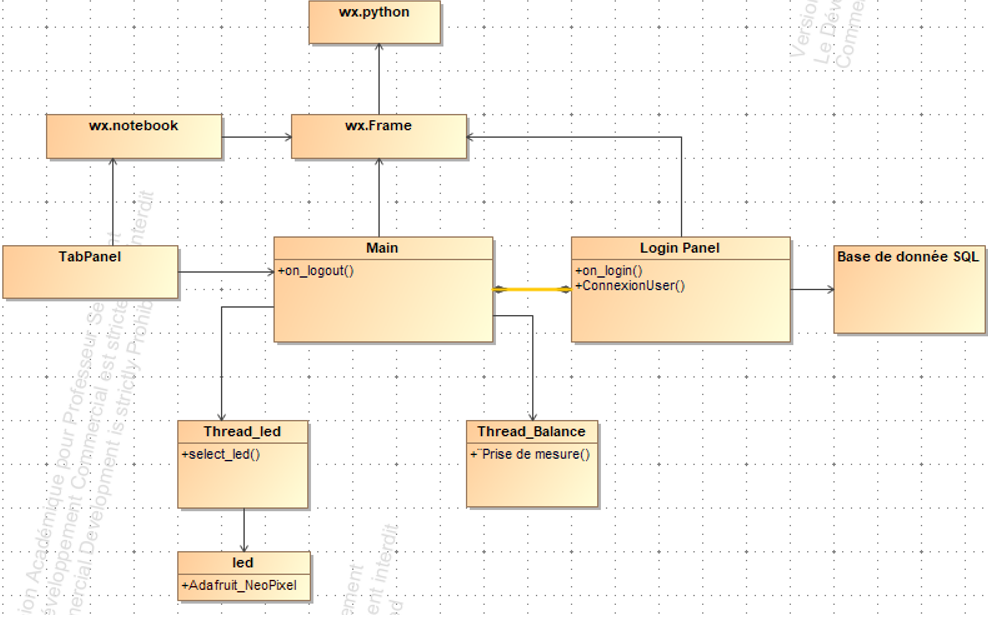 wx.python
Version
Le Dév
Comme
wx.notebook
wx.Frame
TabPanel
Main
+on_logout()
Login Panel
+on_login()
+ConnexionUser()
Base de donnée SQL
Thread_led
+select_led()
Thread_Balance
+¨Prise de mesure()
led
+Adafruit_NeoPixel
ion Académique pour Professeur Se
nterdit
éveloppement Commercial est stricte
mercial Development is strictly Prohib
ement
ent interdit